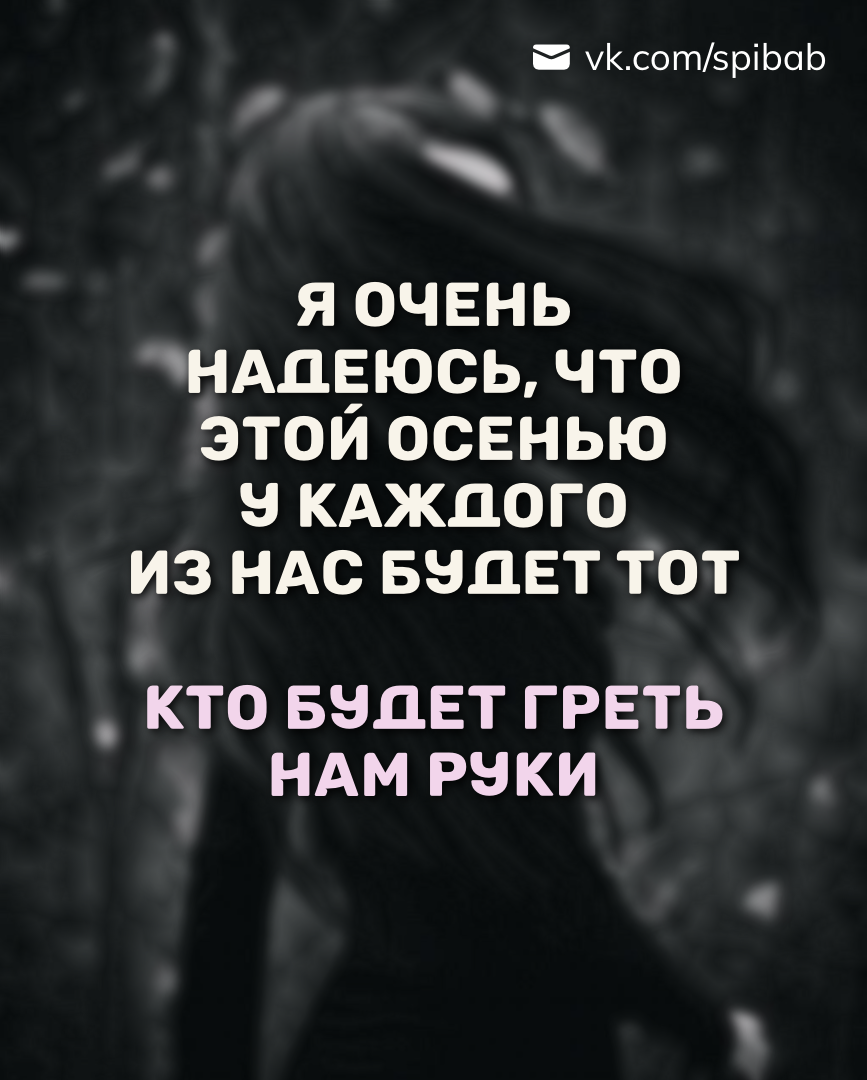 vk.com/spibab
Я ОЧЕНЬ
НАДЕЮСЬ, ЧТО
ЭТОЙ ОСЕНЬЮ
У КАЖДОГО
ИЗ НАС БУДЕТ ТОТ
КТО БУДЕТ ГРЕТЬ
НАМ РУКИ